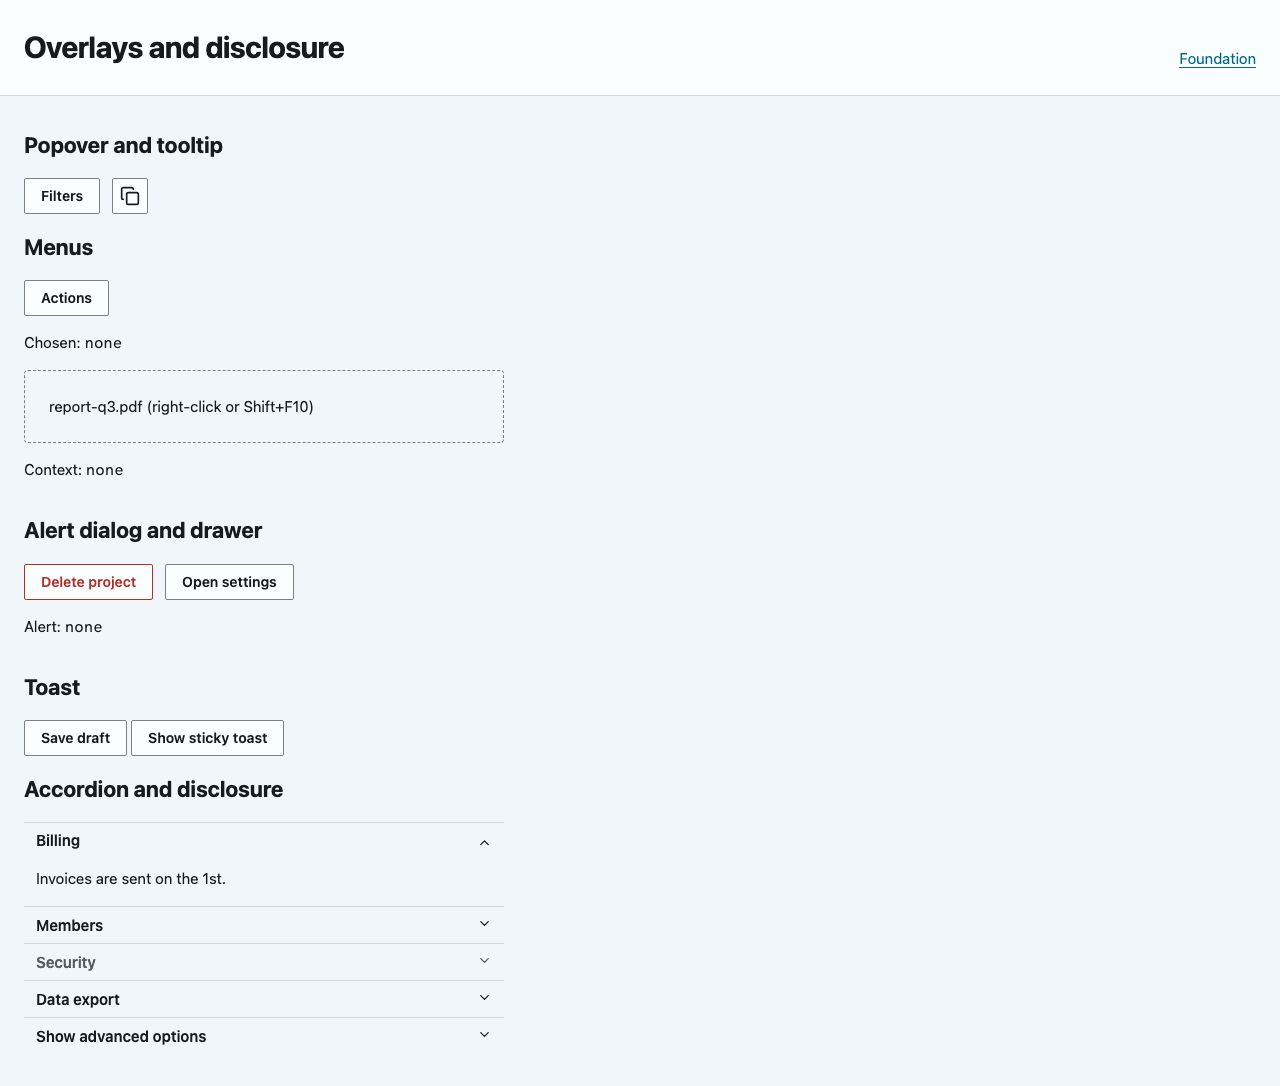 Overlays and disclosure
Foundation
Popover and tooltip
Filters
Menus
Actions
Chosen: none
report-q3.pdf (right-click or Shift+F10)
Context: none
Alert dialog and drawer
Delete project
Open settings
Alert: none
Toast
Save draft
Show sticky toast
Accordion and disclosure
Billing
Invoices are sent on the 1st.
Members
Security
Data export
Show advanced options